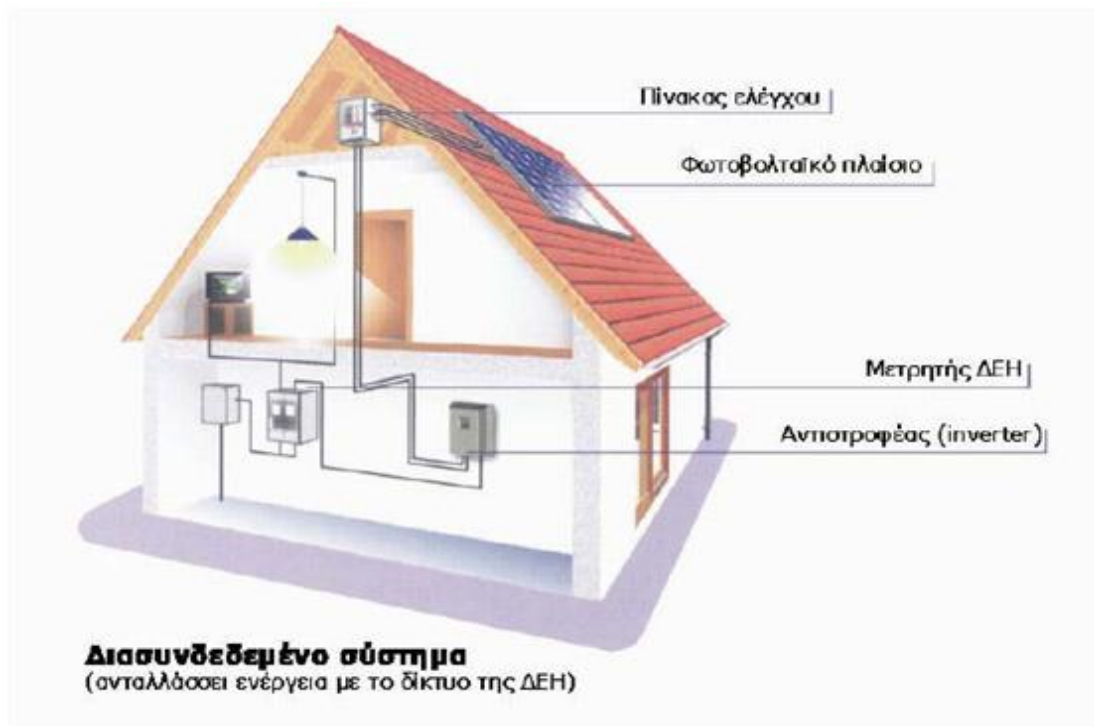 Πίνακας ελέγχου
Φωτοβολταϊκό πλαίσιο
Μετρητής ΔΕΗ
Αντιστροφέας (inverter)
Διασυνδεδεμένο σύστημα
(ανταλλάσσει ενέργεια με το δίκτυο της ΔΕΗ)